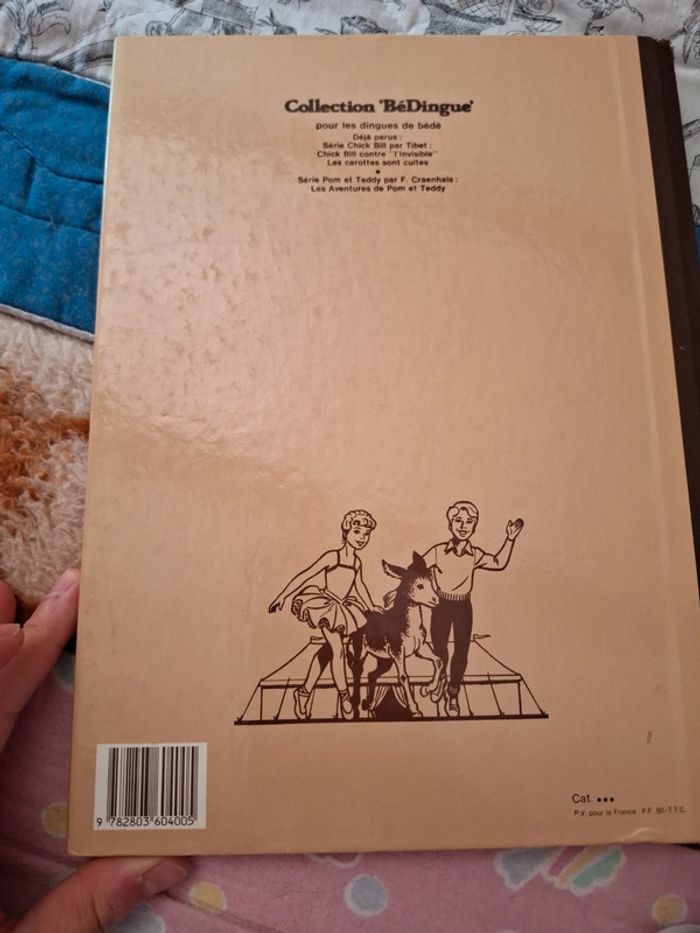 Collection 'BéDingue'
pour les dingues de bédé
Déjà parus :
Série Chick Bill par Tibet :
Chick Bill contre "l'Invisible"
Les carottes sont cuites
•
Série Pom et Teddy par F. Craenhals :
Les Aventures de Pom et Teddy
9 782803 604005
Cat. •••
P.V. pour la France : F.F. 50-T.T.C.